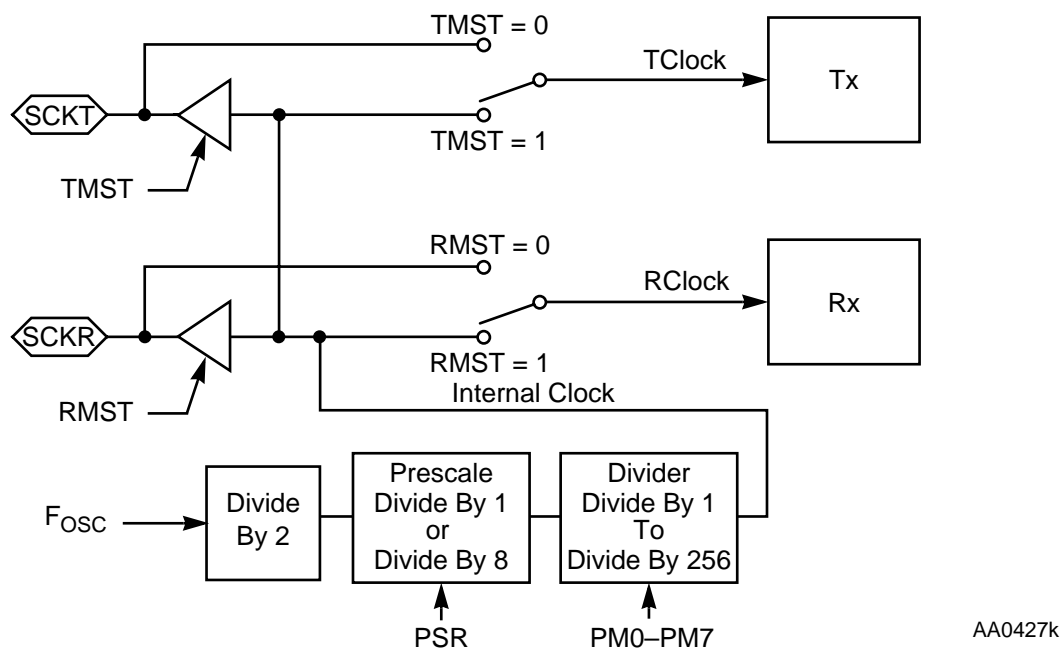 TMST = 0
TClock
Tx
SCKT
TMST = 1
TMST
RMST = 0
RClock
Rx
SCKR
RMST = 1
RMST
Internal Clock
F_OSC
Divide
By 2
Prescale
Divide By 1
or
Divide By 8
Divider
Divide By 1
To
Divide By 256
PSR
PM0–PM7
AA0427k